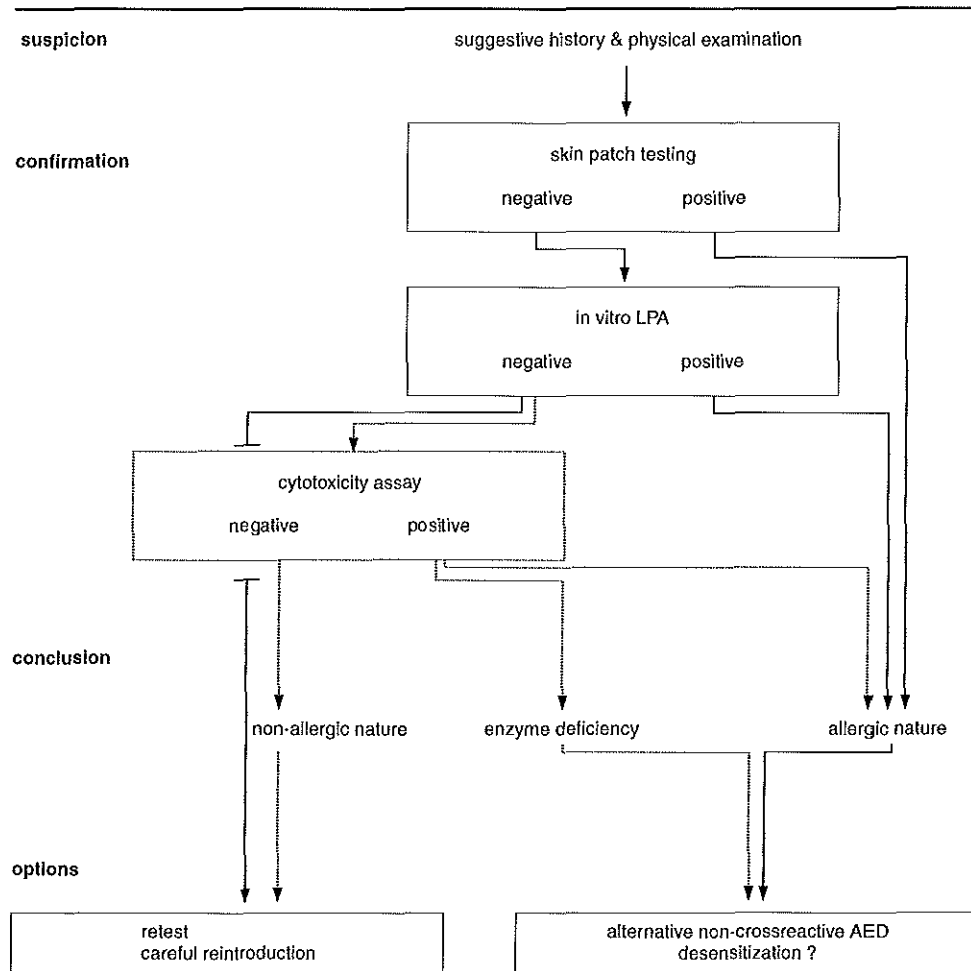 suspicion
suggestive history & physical examination
confirmation
skin patch testing
negative positive
in vitro LPA
negative positive
cytotoxicity assay
negative positive
conclusion
non-allergic nature enzyme deficiency allergic nature
options
retest
careful reintroduction
alternative non-crossreactive AED
desensitization ?